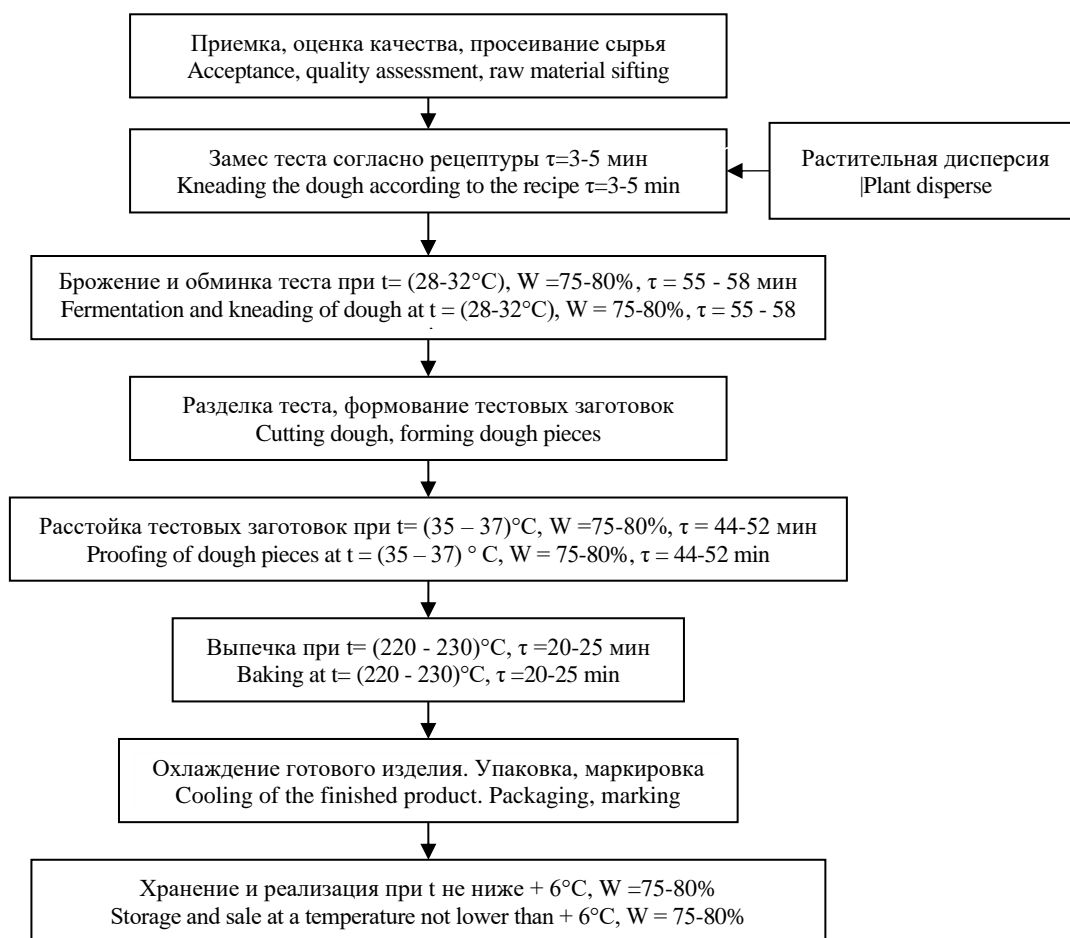 Приемка, оценка качества, просеивание сырья
Acceptance, quality assessment, raw material sifting
Замес теста согласно рецептуры τ=3-5 мин
Kneading the dough according to the recipe τ=3-5 min
Растительная дисперсия
|Plant disperse
Брожение и обминка теста при t= (28-32°C), W =75-80%, τ = 55 - 58 мин
Fermentation and kneading of dough at t = (28-32°C), W = 75-80%, τ = 55 - 58
Разделка теста, формование тестовых заготовок
Cutting dough, forming dough pieces
Расстойка тестовых заготовок при t= (35 – 37)°C, W =75-80%, τ = 44-52 мин
Proofing of dough pieces at t = (35 – 37) ° C, W = 75-80%, τ = 44-52 min
Выпечка при t= (220 - 230)°C, τ =20-25 мин
Baking at t= (220 - 230)°C, τ =20-25 min
Охлаждение готового изделия. Упаковка, маркировка
Cooling of the finished product. Packaging, marking
Хранение и реализация при t не ниже + 6°C, W =75-80%
Storage and sale at a temperature not lower than + 6°C, W = 75-80%